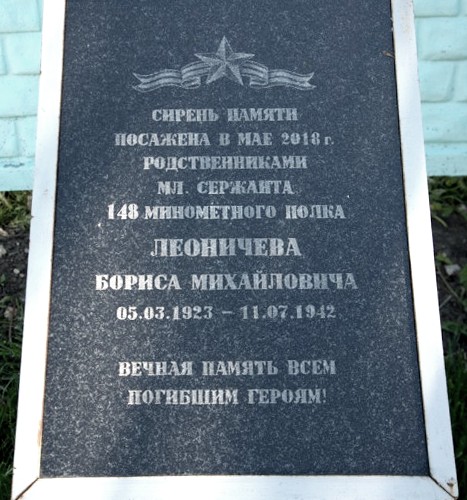 СИРЕНЬ ПАМЯТИ
ПОСАЖЕНА В МАЕ 2018 г.
РОДСТВЕННИКАМИ
МЛ. СЕРЖАНТА
148 МИНОМЕТНОГО ПОЛКА
ЛЕОНИЧЕВА
БОРИСА МИХАЙЛОВИЧА
05.03.1923 – 11.07.1942
ВЕЧНАЯ ПАМЯТЬ ВСЕМ
ПОГИБШИМ ГЕРОЯМ!